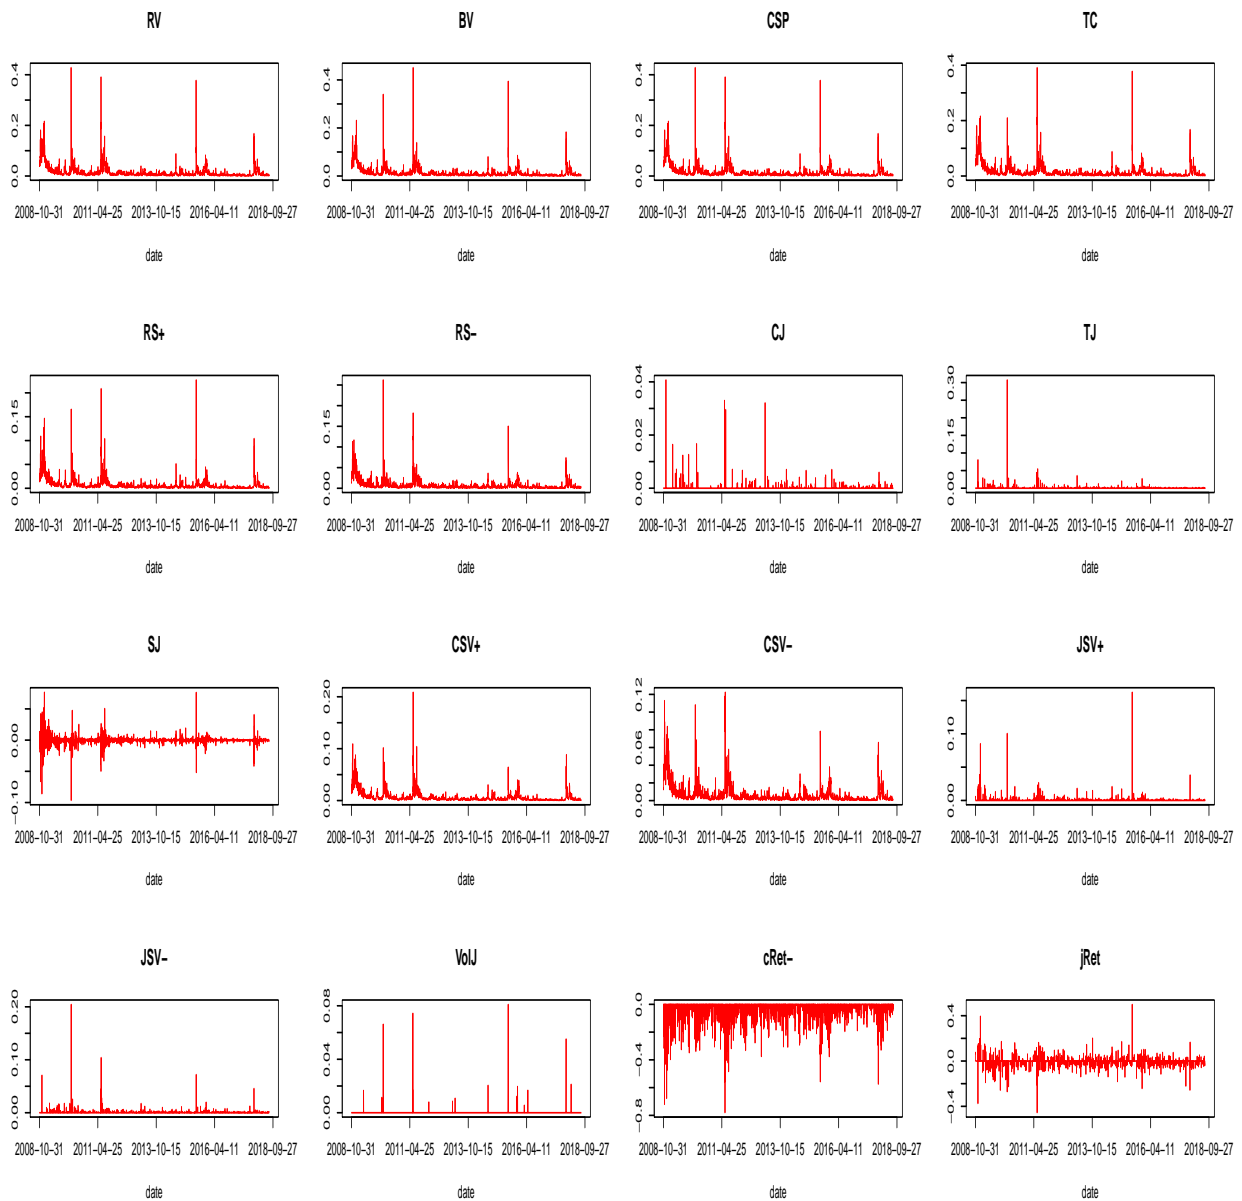 RV BV CSP TC
0.0 0.2 0.4 0.0 0.2 0.4 0.0 0.2 0.4 0.0 0.2 0.4
2008−10−31 2011−04−25 2013−10−15 2016−04−11 2018−09−27 2008−10−31 2011−04−25 2013−10−15 2016−04−11 2018−09−27 2008−10−31 2011−04−25 2013−10−15 2016−04−11 2018−09−27 2008−10−31 2011−04−25 2013−10−15 2016−04−11 2018−09−27
date date date date
RS+ RS− CJ TJ
0.00 0.15 0.00 0.15 0.00 0.02 0.04 0.00 0.15 0.30
2008−10−31 2011−04−25 2013−10−15 2016−04−11 2018−09−27 2008−10−31 2011−04−25 2013−10−15 2016−04−11 2018−09−27 2008−10−31 2011−04−25 2013−10−15 2016−04−11 2018−09−27 2008−10−31 2011−04−25 2013−10−15 2016−04−11 2018−09−27
date date date date
SJ CSV+ CSV− JSV+
−0.10 0.00 0.00 0.10 0.20 0.00 0.06 0.12 0.00 0.10
2008−10−31 2011−04−25 2013−10−15 2016−04−11 2018−09−27 2008−10−31 2011−04−25 2013−10−15 2016−04−11 2018−09−27 2008−10−31 2011−04−25 2013−10−15 2016−04−11 2018−09−27 2008−10−31 2011−04−25 2013−10−15 2016−04−11 2018−09−27
date date date date
JSV− VolJ cRet− jRet
0.00 0.10 0.20 0.00 0.04 0.08 −0.8 −0.4 0.0 −0.4 0.0 0.4
2008−10−31 2011−04−25 2013−10−15 2016−04−11 2018−09−27 2008−10−31 2011−04−25 2013−10−15 2016−04−11 2018−09−27 2008−10−31 2011−04−25 2013−10−15 2016−04−11 2018−09−27 2008−10−31 2011−04−25 2013−10−15 2016−04−11 2018−09−27
date date date date